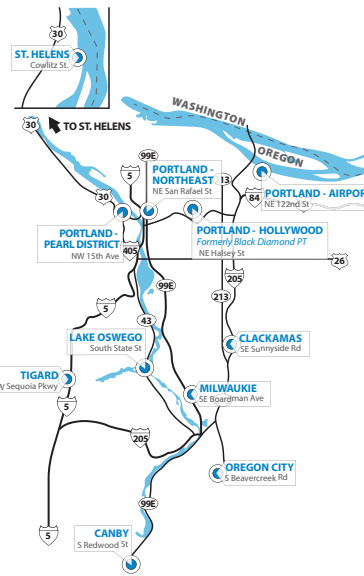 30
ST. HELENS
Cowlitz St.
30
TO ST. HELENS
WASHINGTON
OREGON
99E
5
PORTLAND -
NORTHEAST
NE San Rafael St
13
30
84
PORTLAND - AIRPOR
NE 122nd St
PORTLAND -
PEARL DISTRICT
NW 15th Ave
PORTLAND - HOLLYWOOD
Formerly Black Diamond PT
NE Halsey St
405
26
205
99E
213
5
43
LAKE OSWEGO
South State St
CLACKAMAS
SE Sunnyside Rd
TIGARD
Sequoia Pkwy
MILWAUKIE
SE Boardman Ave
5
205
OREGON CITY
S Beavercreek Rd
99E
CANBY
S Redwood St
5